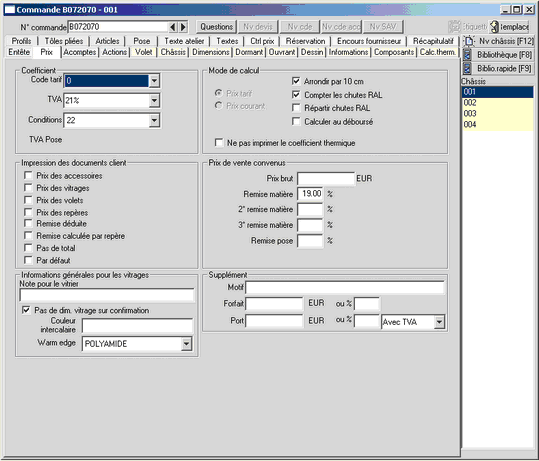 Commande B072070 - 001
N° commande B072070
Questions Nv devis Nv cde Nv cde acc Nv SAV
Etiquett Remplace
Profils Tôles pliées Articles Pose Texte atelier Textes Ctrl prix Réservation Encours fournisseur Récapitulatif
Entête Prix Acomptes Actions Volet Châssis Dimensions Dormant Ouvrant Dessin Informations Composants Calc.therm.
Nv châssis [F12]
Bibliothèque [F8]
Biblio.rapide [F9]
Châssis
001
002
003
004
Coefficient
Code tarif 0
TVA 21%
Conditions 22
TVA Pose
Mode de calcul
Prix tarif
Prix courant
Arrondir par 10 cm
Compter les chutes RAL
Répartir chutes RAL
Calculer au déboursé
Ne pas imprimer le coefficient thermique
Impression des documents client
Prix des accessoires
Prix des vitrages
Prix des volets
Prix des repères
Remise déduite
Remise calculée par repère
Pas de total
Par défaut
Prix de vente convenus
Prix brut EUR
Remise matière 19.00 %
2° remise matière %
3° remise matière %
Remise pose %
Informations générales pour les vitrages
Note pour le vitrier
Pas de dim. vitrage sur confirmation
Couleur intercalaire
Warm edge POLYAMIDE
Supplément
Motif
Forfait EUR ou %
Port EUR ou % Avec TVA